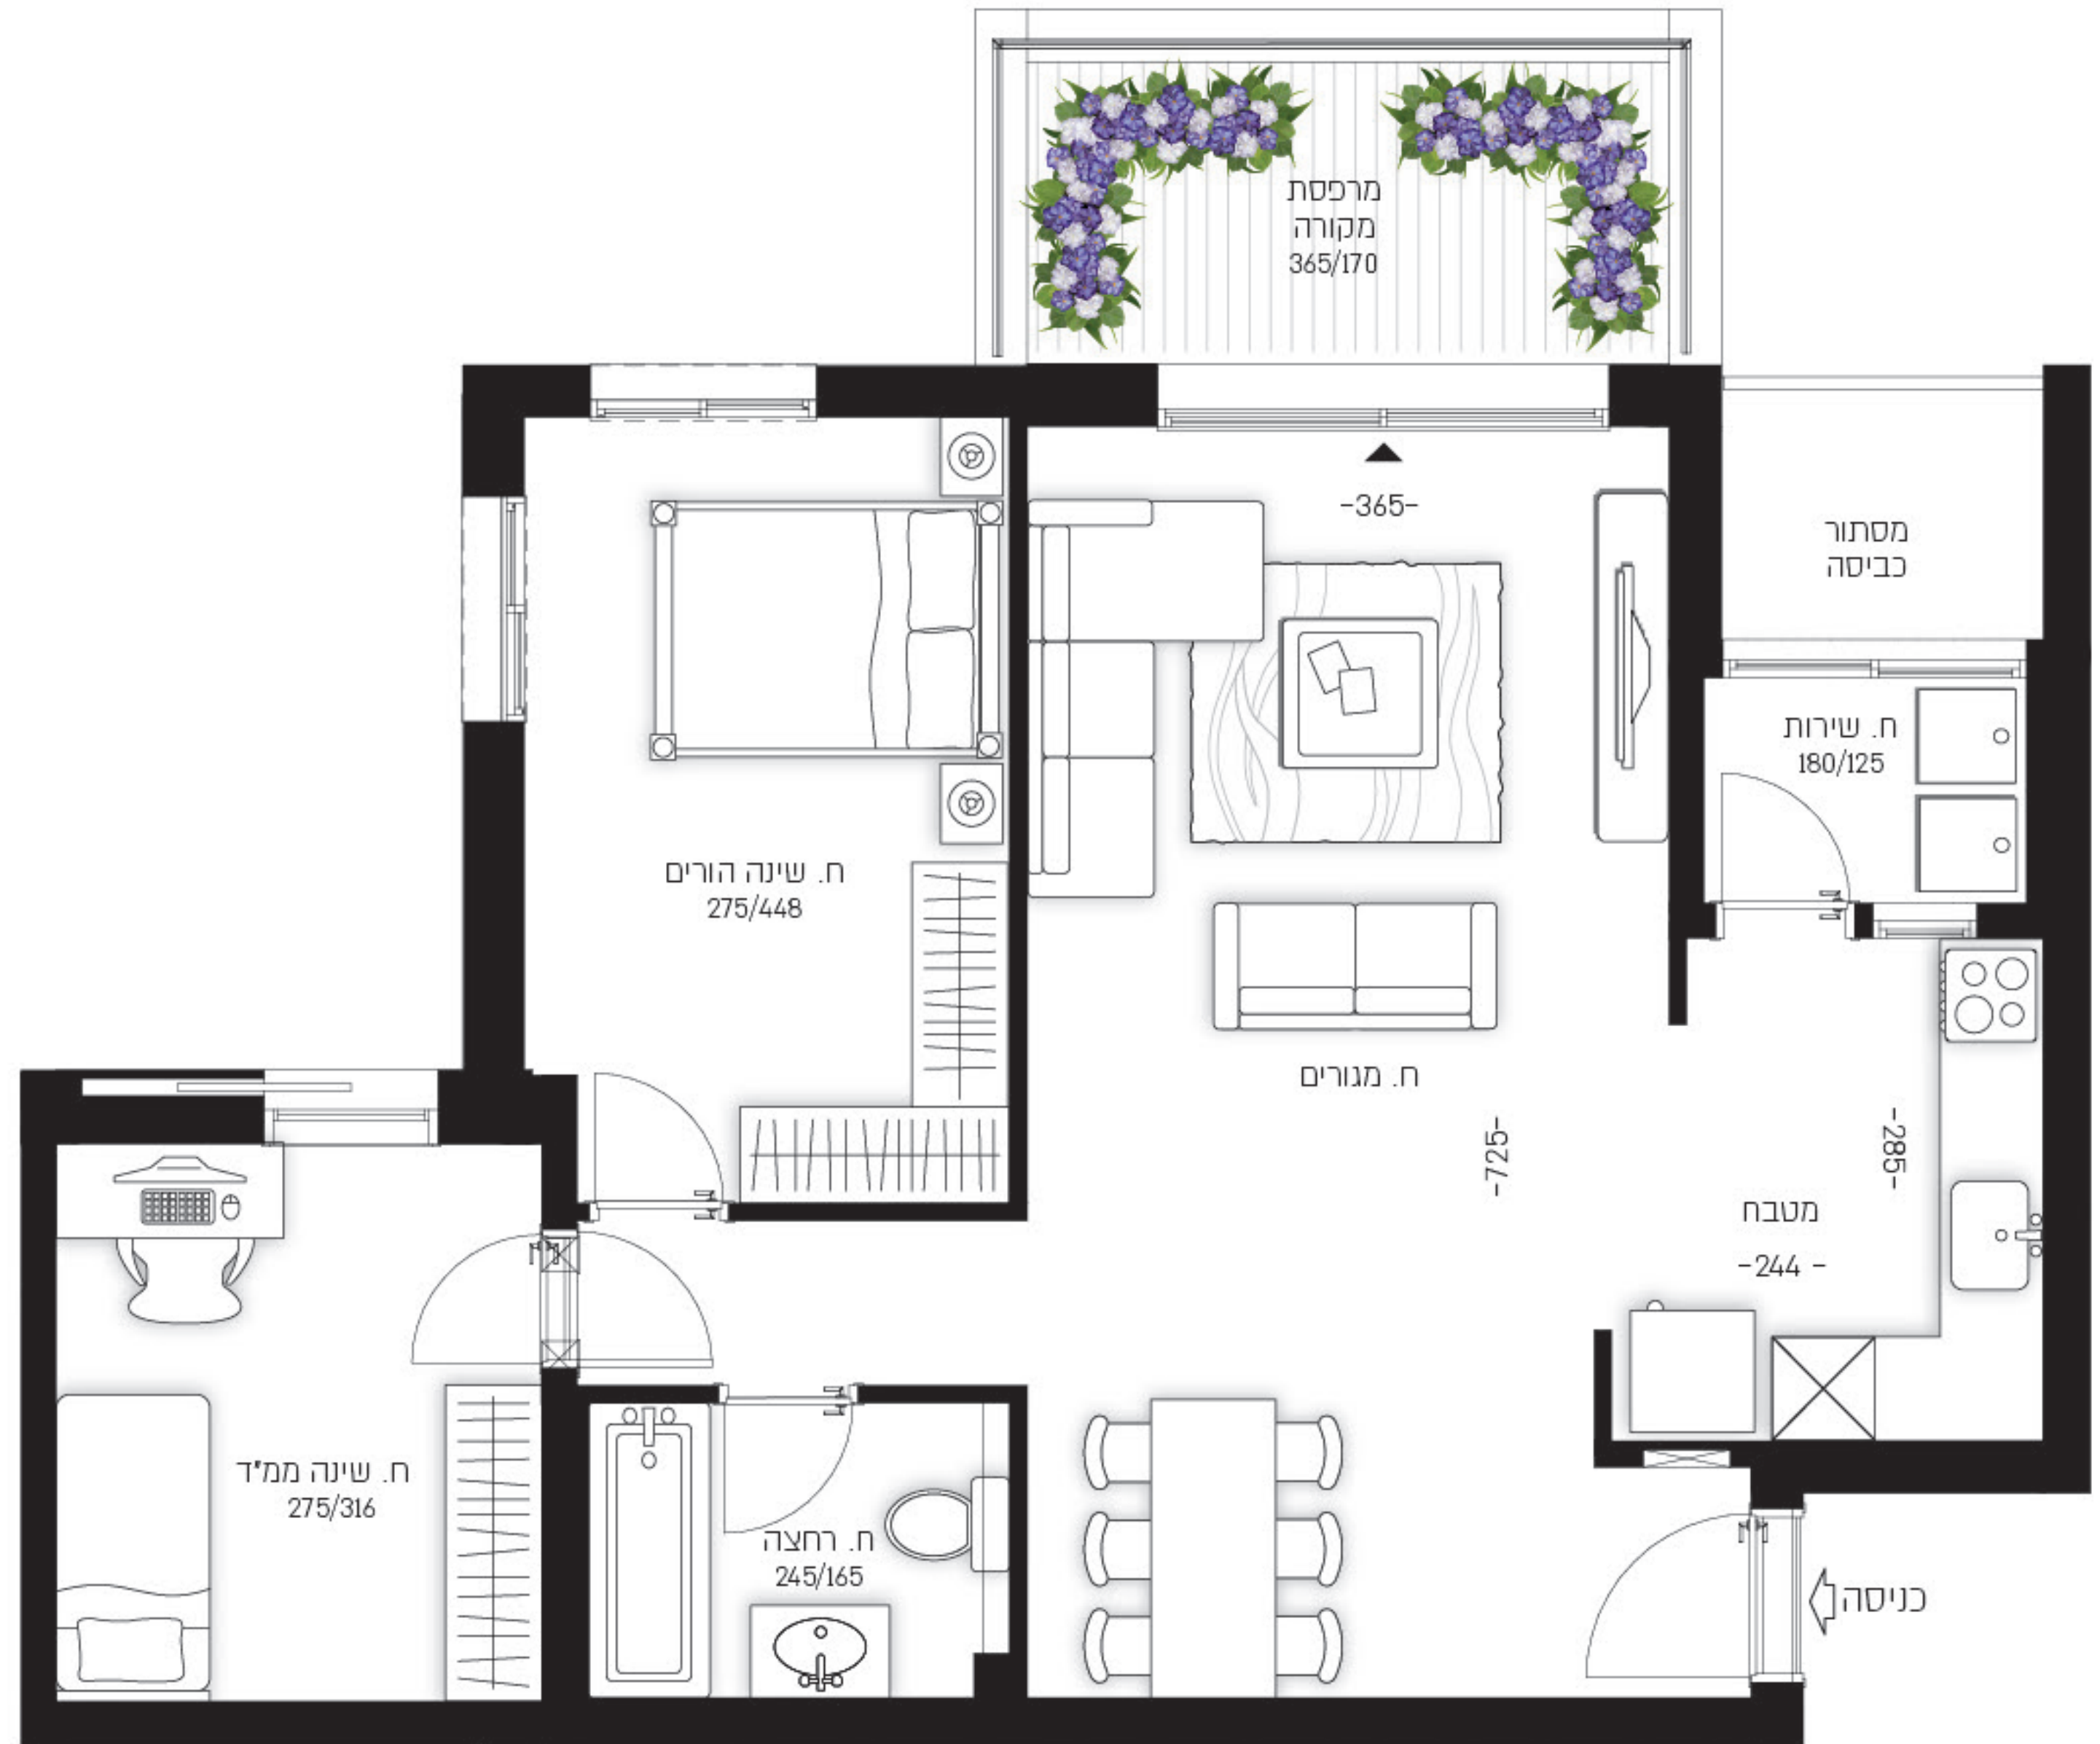 מרפסת
מקורה
365/170
-365-
מסתור
כביסה
ח. שירות
180/125
ח. שינה הורים
275/448
ח. מגורים
-725-
-285-
מטבח
-244 -
ח. שינה ממ"ד
275/316
ח. רחצה
245/165
כניסה